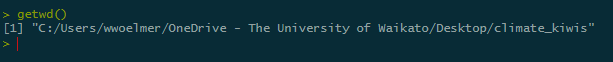 > getwd()
[1] "C:/Users/wwoelmer/OneDrive - The University of Waikato/Desktop/climate_kiwis"
>